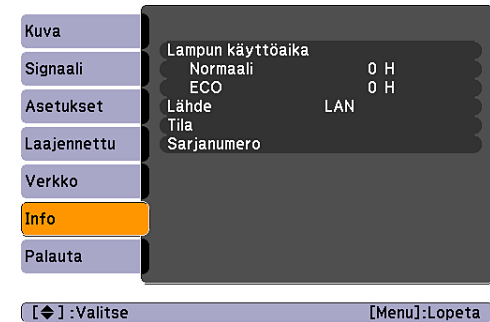 Kuva
Signaali
Asetukset
Laajennettu
Verkko
Info
Palauta
Lampun käyttöaika
Normaali 0 H
ECO 0 H
Lähde LAN
Tila
Sarjanumero
[◆] :Valitse [Menu]:Lopeta